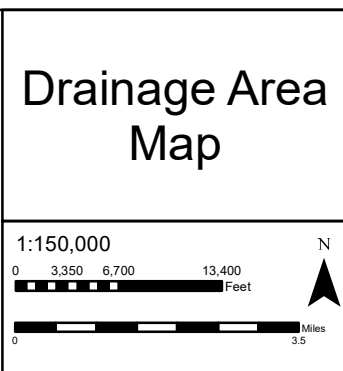 Drainage Area
Map
1:150,000
N
0 3,350 6,700 13,400
Feet
Miles
0 3.5